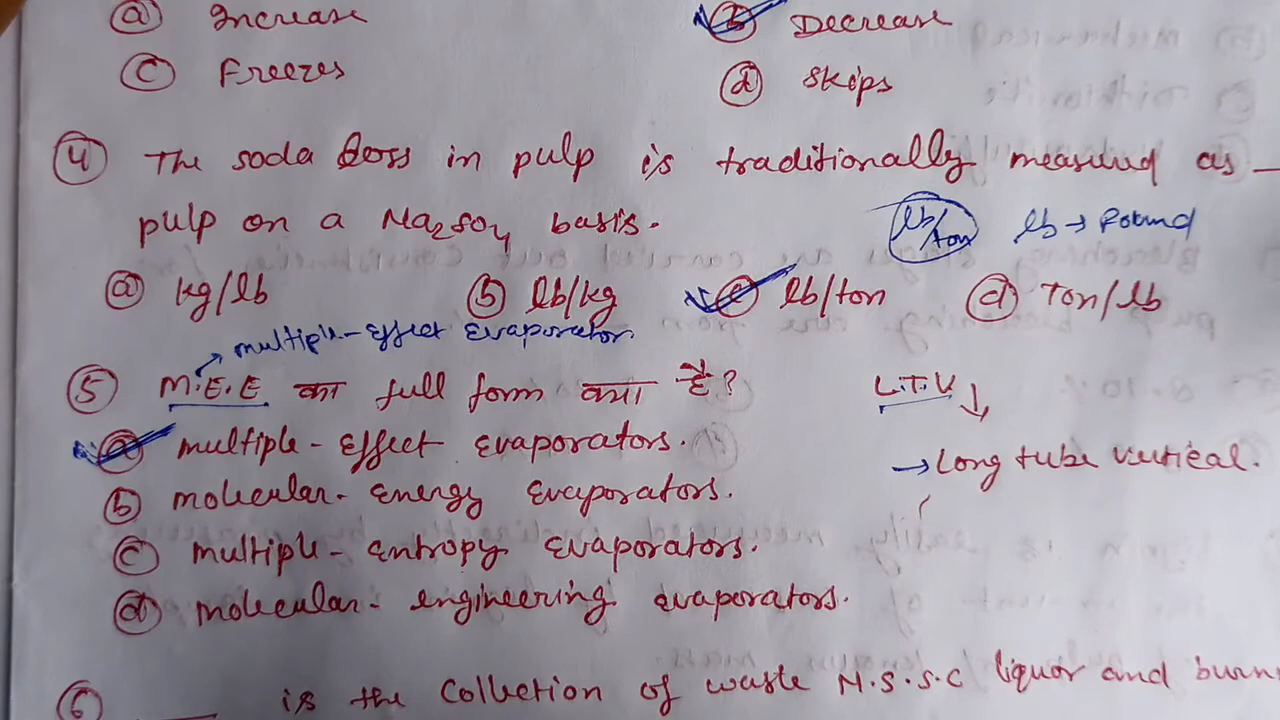 ⓐ Increase ⓑ Decrease
ⓒ Freezes ⓓ Skips
④ The soda loss in pulp is traditionally measured as _
pulp on a Na2SO4 basis. lb/ton lb → Pound
ⓐ kg/lb ⓑ lb/kg ⓒ lb/ton ⓓ Ton/lb
multiple-Effect Evaporator.
⑤ M.E.E का full form क्या है? L.T.V
ⓐ multiple-Effect Evaporators.
→ Long tube vertical.
ⓑ molecular-Energy Evaporators.
ⓒ multiple-entropy Evaporators.
ⓓ molecular-engineering evaporators.
⑥ ____ is the Collection of waste N.S.S.C liquor and burn